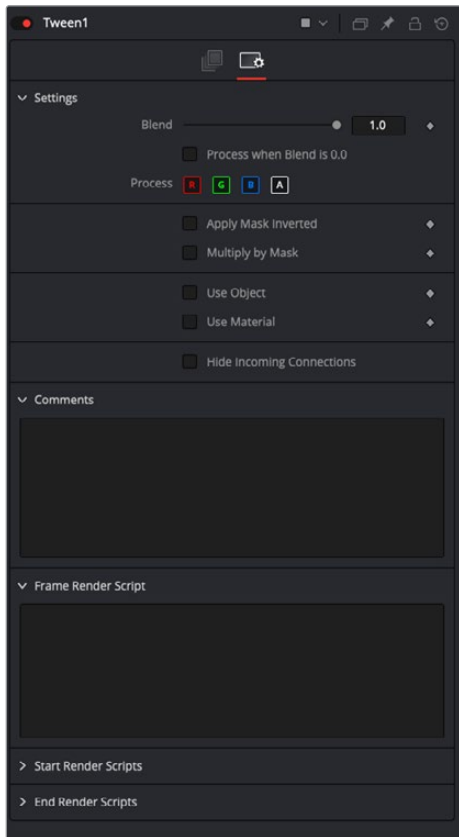 Tween1
Settings
Blend 1.0
Process when Blend is 0.0
Process R G B A
Apply Mask Inverted
Multiply by Mask
Use Object
Use Material
Hide Incoming Connections
Comments
Frame Render Script
Start Render Scripts
End Render Scripts